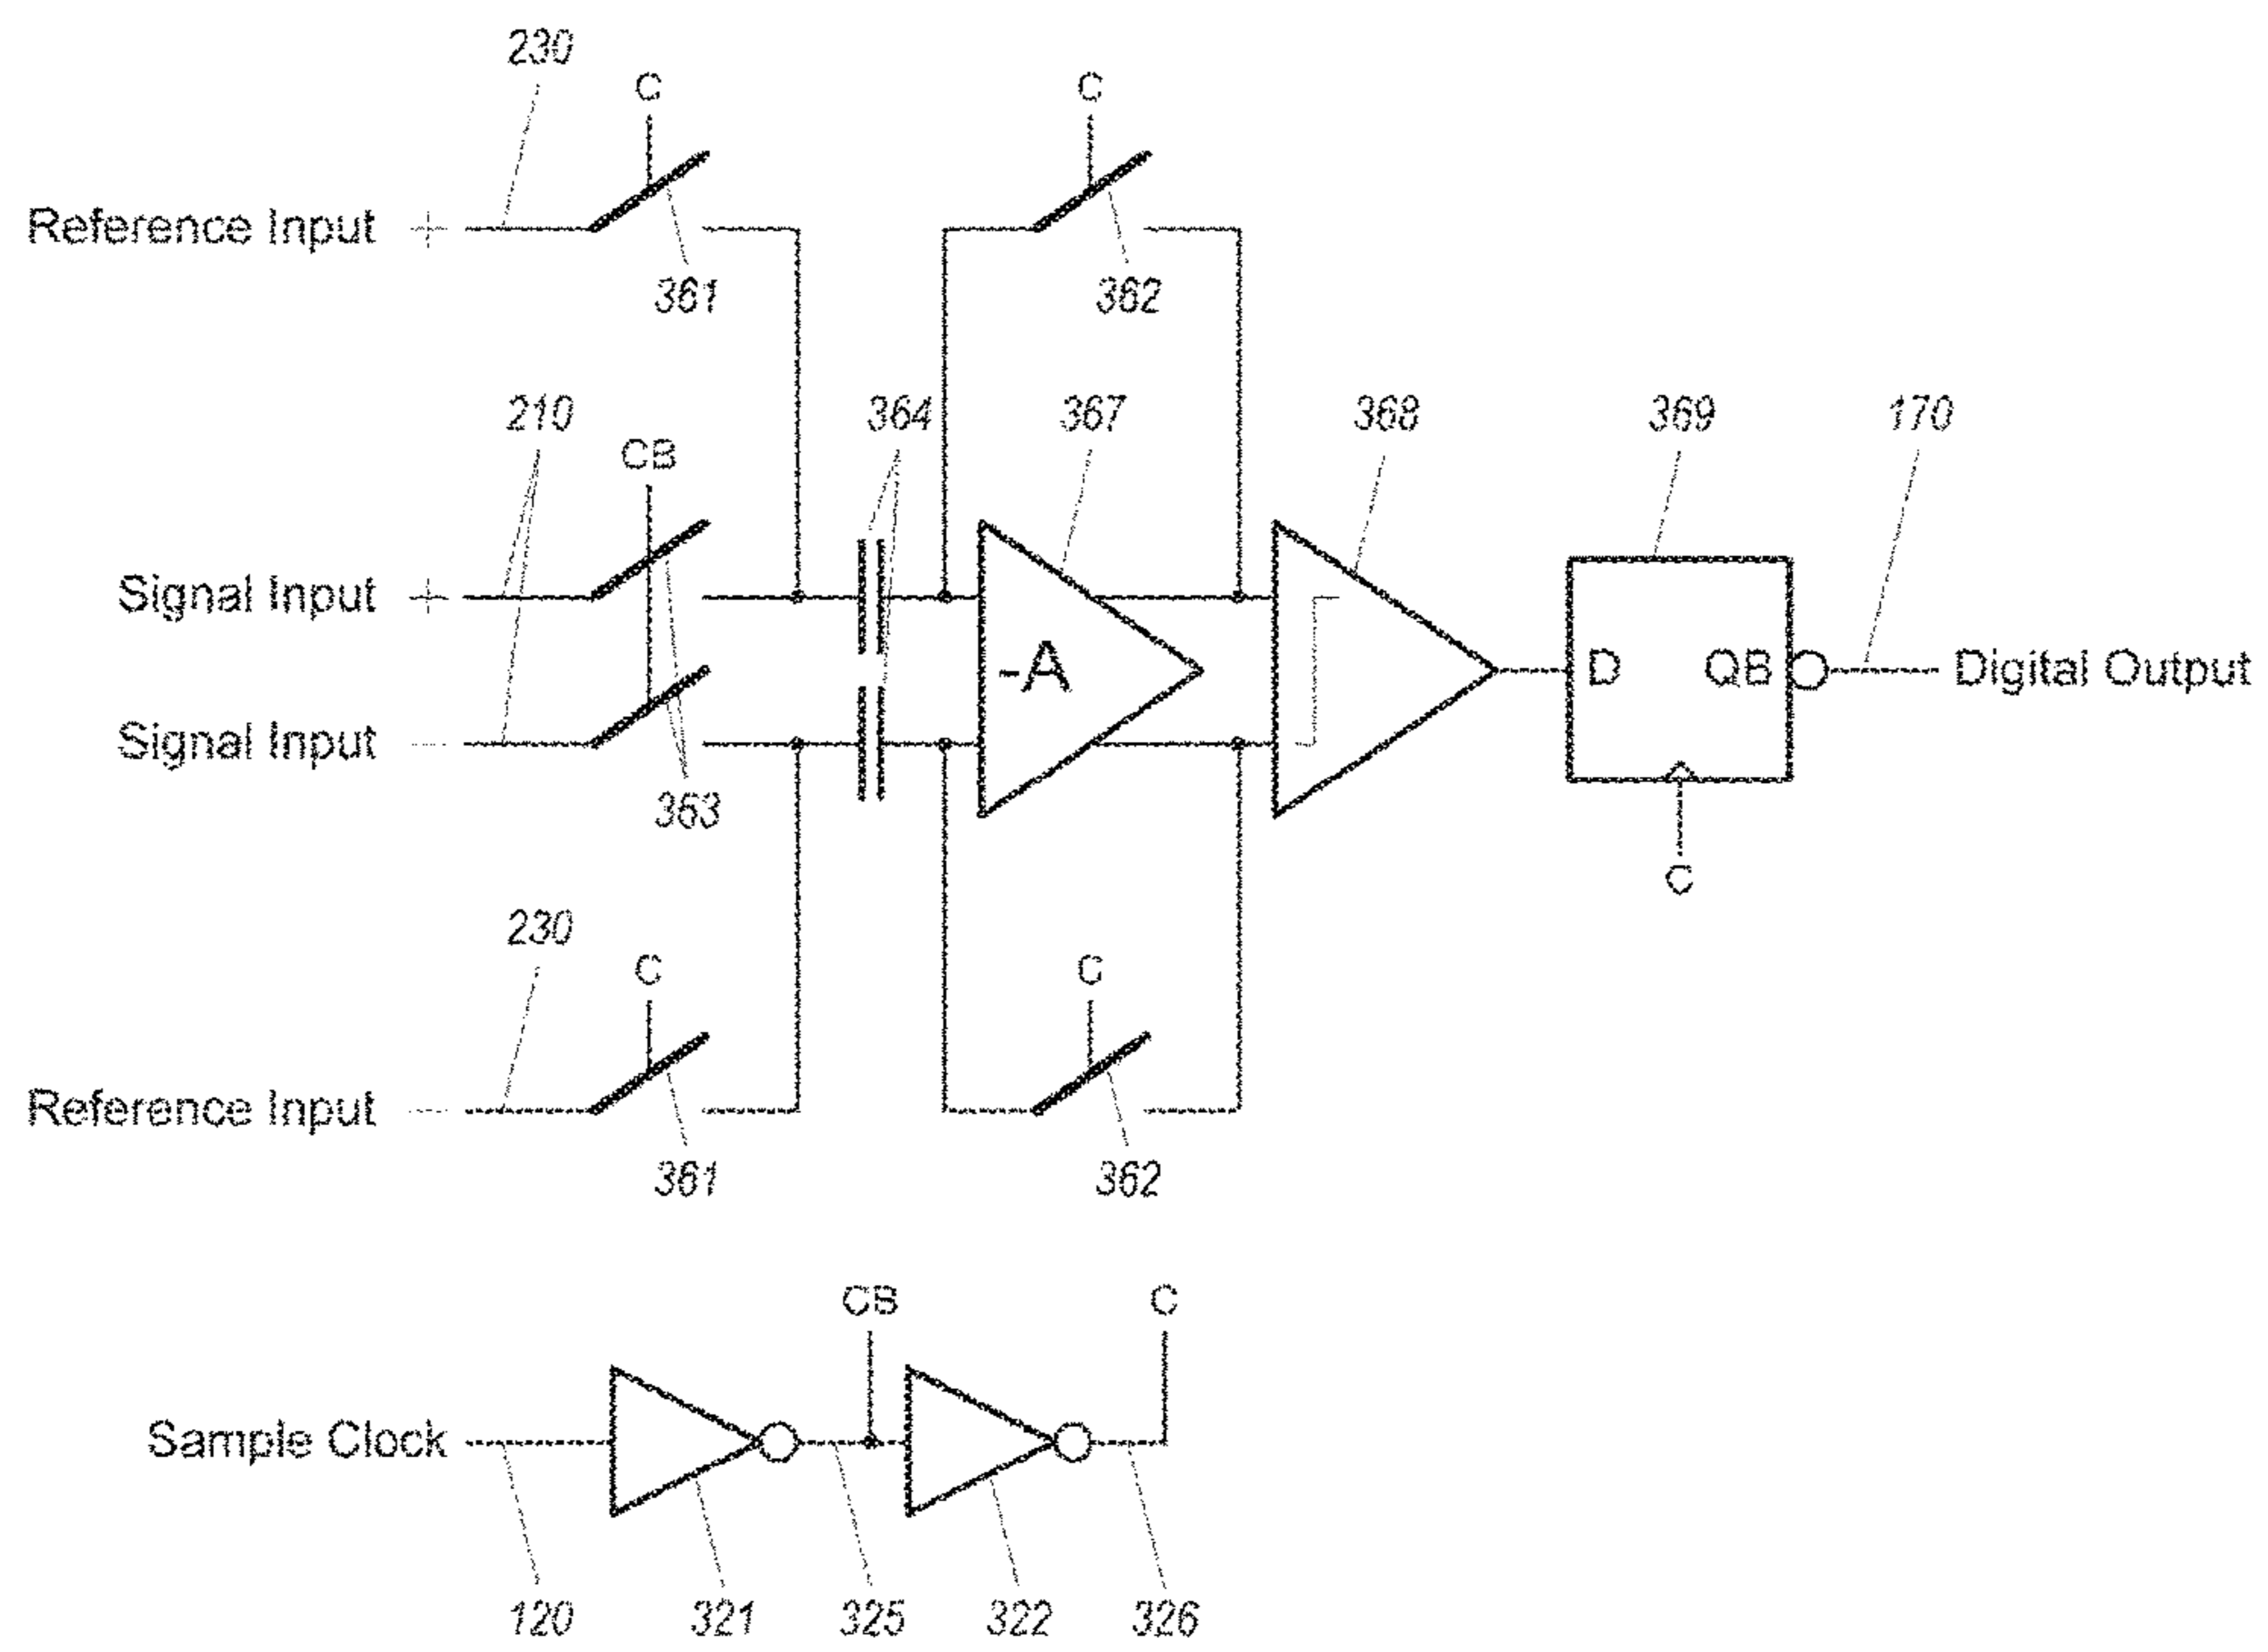 230
C
C
Reference Input +
361
362
210
364
367
368
369
170
CB
Signal Input +
-A
D QB
Digital Output
Signal Input -
363
C
230
C
C
Reference Input -
361
362
CB
C
Sample Clock
120
321
325
322
326